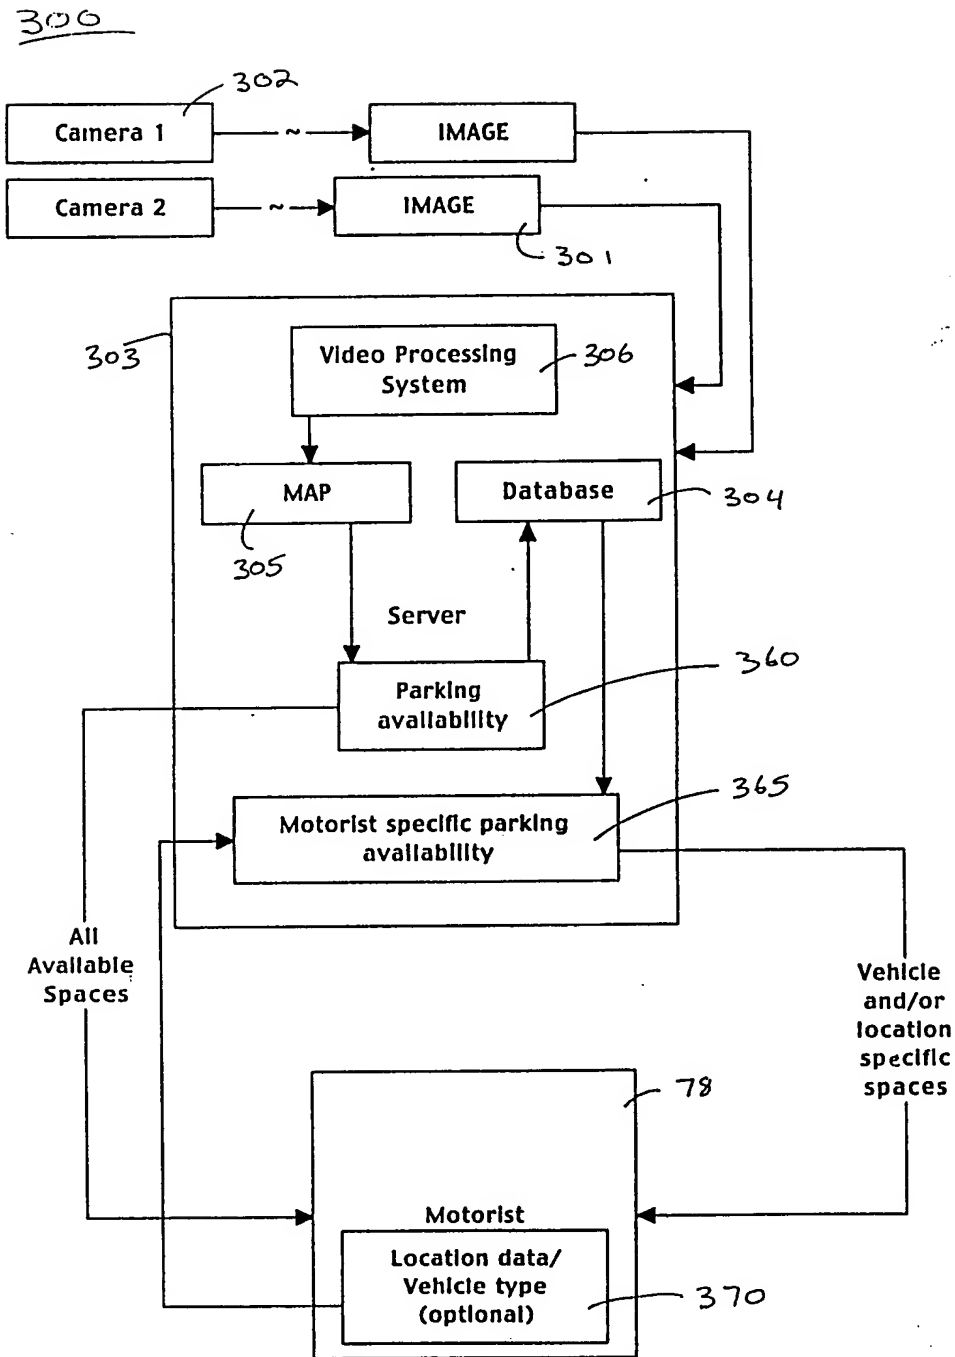 300
302
Camera 1
~
IMAGE
Camera 2
~
IMAGE
301
303
Video Processing
System
306
MAP
Database
304
305
Server
360
Parking
availability
365
Motorist specific parking
availability
All
Available
Spaces
Vehicle
and/or
location
specific
spaces
78
Motorist
Location data/
Vehicle type
(optional)
370